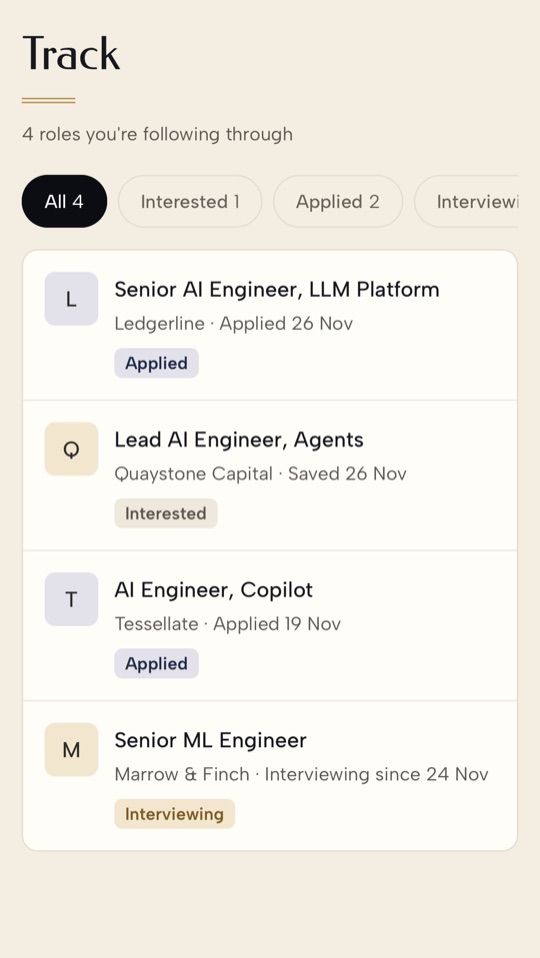 Track
4 roles you're following through
All 4 Interested 1 Applied 2 Interviewi
L
Senior AI Engineer, LLM Platform
Ledgerline · Applied 26 Nov
Applied
Q
Lead AI Engineer, Agents
Quaystone Capital · Saved 26 Nov
Interested
T
AI Engineer, Copilot
Tessellate · Applied 19 Nov
Applied
M
Senior ML Engineer
Marrow & Finch · Interviewing since 24 Nov
Interviewing